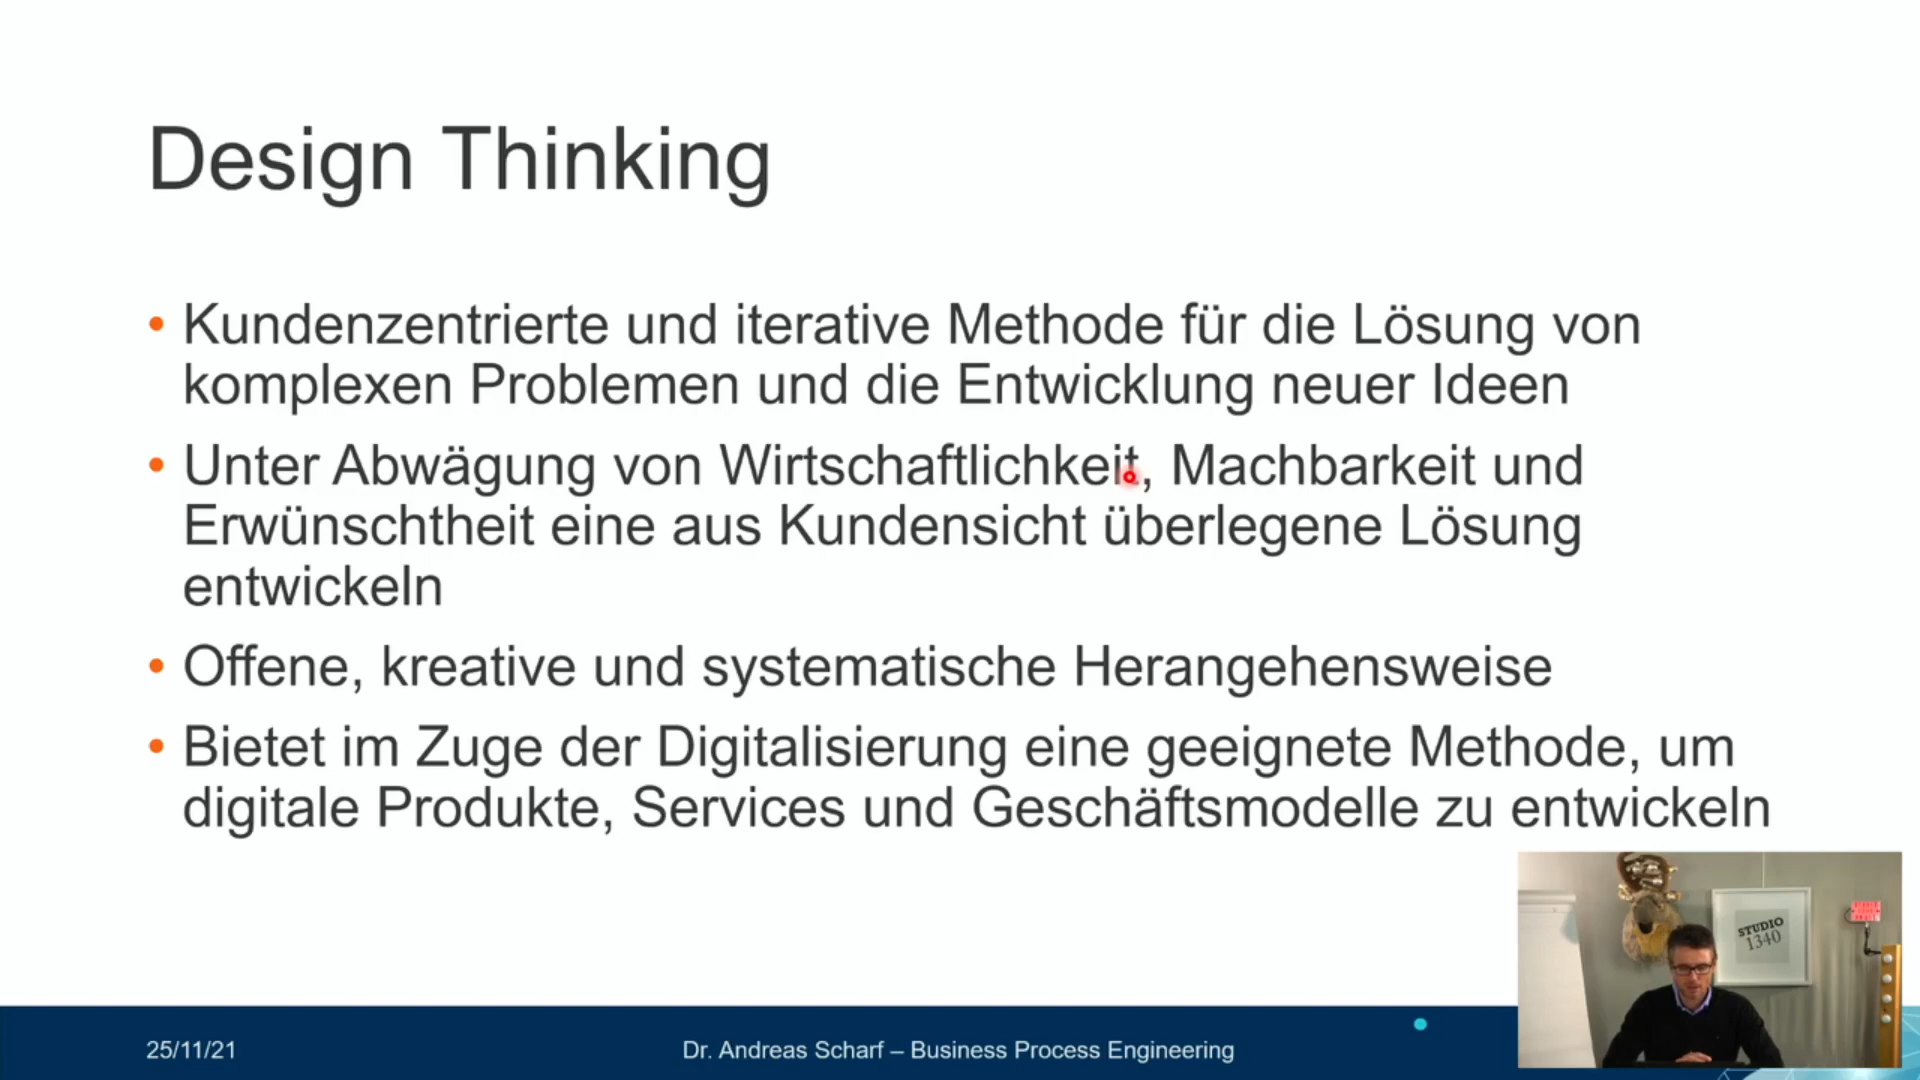 Design Thinking
• Kundenzentrierte und iterative Methode für die Lösung von
komplexen Problemen und die Entwicklung neuer Ideen
• Unter Abwägung von Wirtschaftlichkeit, Machbarkeit und
Erwünschtheit eine aus Kundensicht überlegene Lösung
entwickeln
• Offene, kreative und systematische Herangehensweise
• Bietet im Zuge der Digitalisierung eine geeignete Methode, um
digitale Produkte, Services und Geschäftsmodelle zu entwickeln
STUDIO
1340
25/11/21
Dr. Andreas Scharf – Business Process Engineering